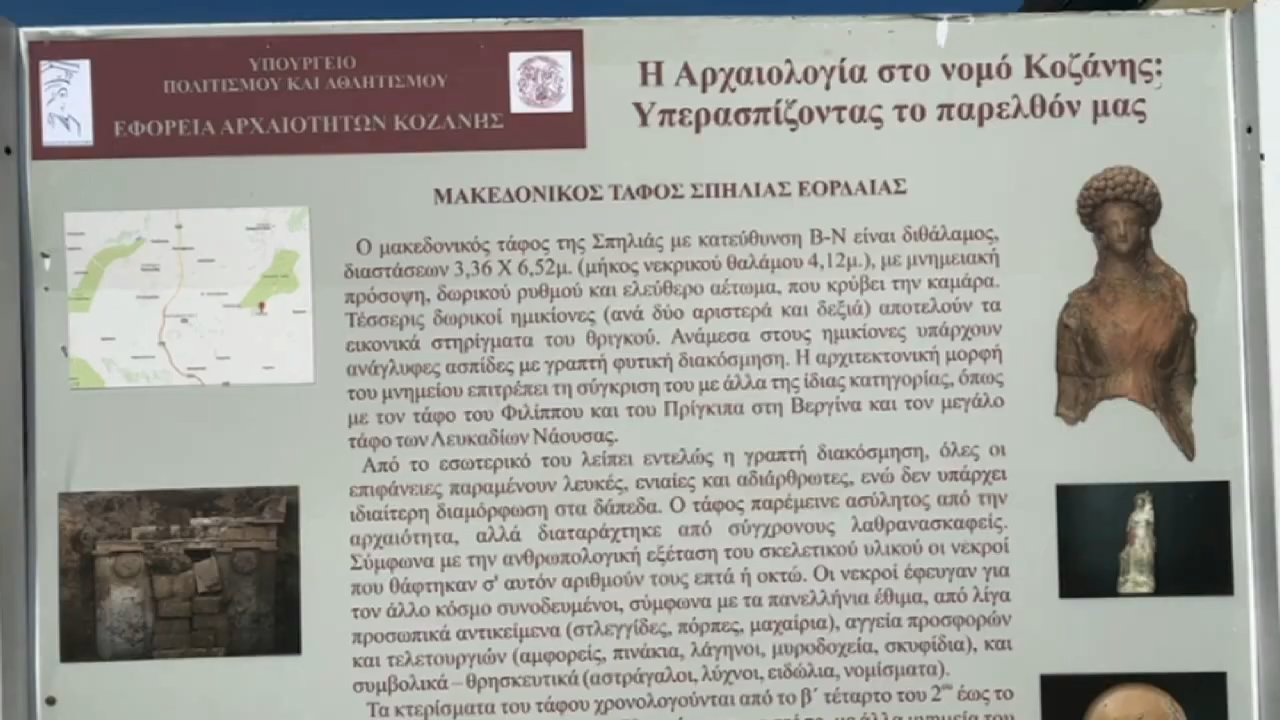 ΥΠΟΥΡΓΕΙΟ
ΠΟΛΙΤΙΣΜΟΥ ΚΑΙ ΑΘΛΗΤΙΣΜΟΥ
ΕΦΟΡΕΙΑ ΑΡΧΑΙΟΤΗΤΩΝ ΚΟΖΑΝΗΣ
Η Αρχαιολογία στο νομό Κοζάνης:
Υπερασπίζοντας το παρελθόν μας
ΜΑΚΕΔΟΝΙΚΟΣ ΤΑΦΟΣ ΣΠΗΛΙΑΣ ΕΟΡΔΑΙΑΣ
Ο μακεδονικός τάφος της Σπηλιάς με κατεύθυνση Β-Ν είναι διθάλαμος,
διαστάσεων 3,36 Χ 6,52μ. (μήκος νεκρικού θαλάμου 4,12μ.), με μνημειακή
πρόσοψη, δωρικού ρυθμού και ελεύθερο αέτωμα, που κρύβει την καμάρα.
Τέσσερις δωρικοί ημικίονες (ανά δύο αριστερά και δεξιά) αποτελούν τα
εικονικά στηρίγματα του θριγκού. Ανάμεσα στους ημικίονες υπάρχουν
ανάγλυφες ασπίδες με γραπτή φυτική διακόσμηση. Η αρχιτεκτονική μορφή
του μνημείου επιτρέπει τη σύγκριση του με άλλα της ίδιας κατηγορίας, όπως
με τον τάφο του Φιλίππου και του Πρίγκιπα στη Βεργίνα και τον μεγάλο
τάφο των Λευκαδίων Νάουσας.
Από το εσωτερικό του λείπει εντελώς η γραπτή διακόσμηση, όλες οι
επιφάνειες παραμένουν λευκές, ενιαίες και αδιάρθρωτες, ενώ δεν υπάρχει
ιδιαίτερη διαμόρφωση στα δάπεδα. Ο τάφος παρέμεινε ασύλητος από την
αρχαιότητα, αλλά διαταράχτηκε από σύγχρονους λαθρανασκαφείς.
Σύμφωνα με την ανθρωπολογική εξέταση του σκελετικού υλικού οι νεκροί
που θάφτηκαν σ' αυτόν αριθμούν τους επτά ή οκτώ. Οι νεκροί έφευγαν για
τον άλλο κόσμο συνοδευμένοι, σύμφωνα με τα πανελλήνια έθιμα, από λίγα
προσωπικά αντικείμενα (στλεγγίδες, πόρπες, μαχαίρια), αγγεία προσφορών
και τελετουργιών (αμφορείς, πινάκια, λάγηνοι, μυροδοχεία, σκυφίδια), και
συμβολικά – θρησκευτικά (αστράγαλοι, λύχνοι, ειδώλια, νομίσματα).
Τα κτερίσματα του τάφου χρονολογούνται από το β΄ τέταρτο του 2ου έως το
με άλλα μνημεία του